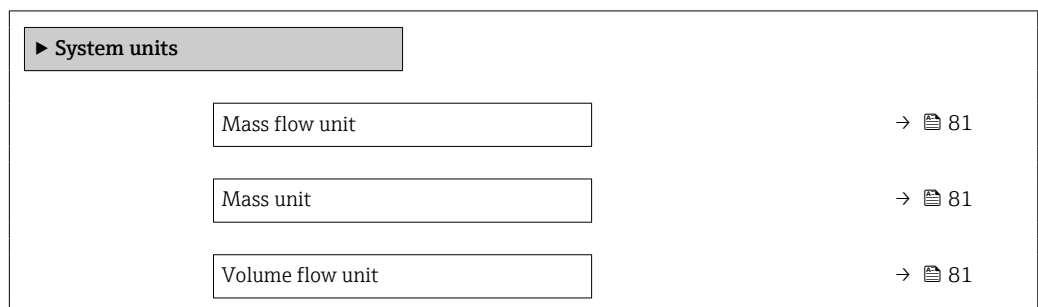 ▶ System units
Mass flow unit → 81
Mass unit → 81
Volume flow unit → 81